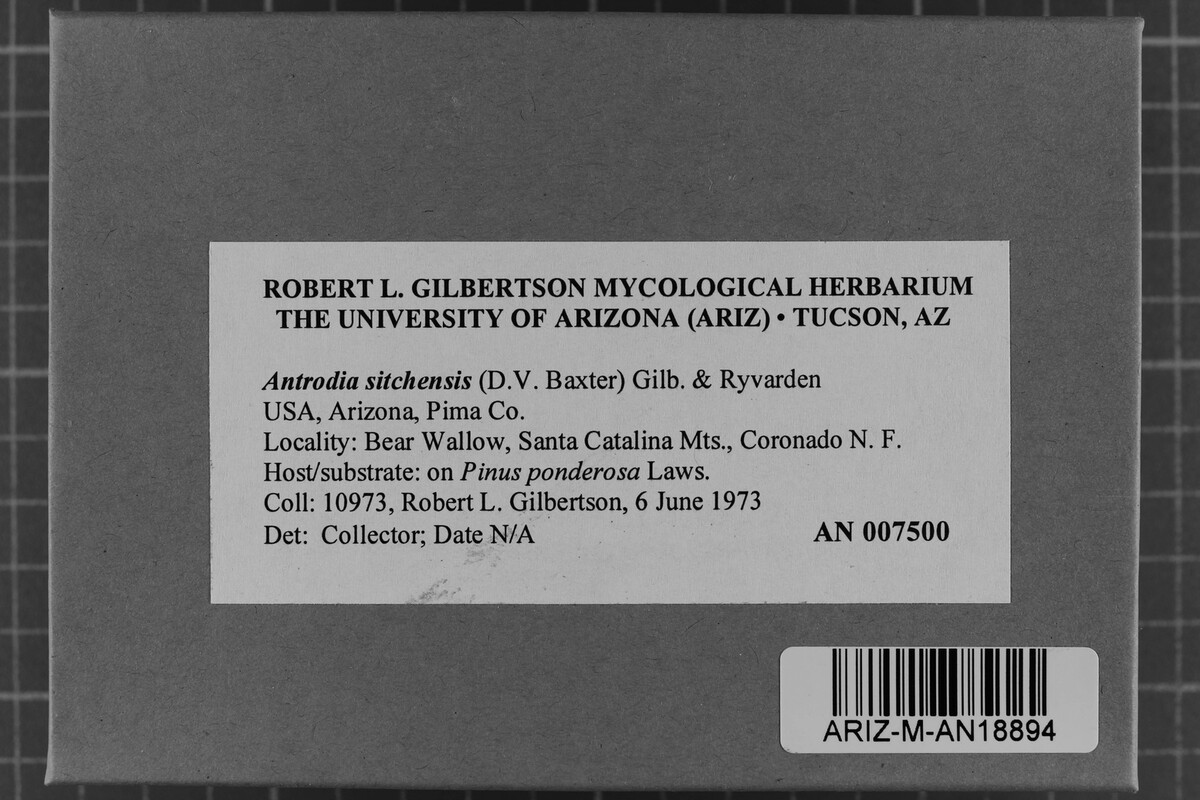 ROBERT L. GILBERTSON MYCOLOGICAL HERBARIUM
THE UNIVERSITY OF ARIZONA (ARIZ) • TUCSON, AZ
Antrodia sitchensis (D.V. Baxter) Gilb. & Ryvarden
USA, Arizona, Pima Co.
Locality: Bear Wallow, Santa Catalina Mts., Coronado N. F.
Host/substrate: on Pinus ponderosa Laws.
Coll: 10973, Robert L. Gilbertson, 6 June 1973
Det: Collector; Date N/A AN 007500
ARIZ-M-AN18894